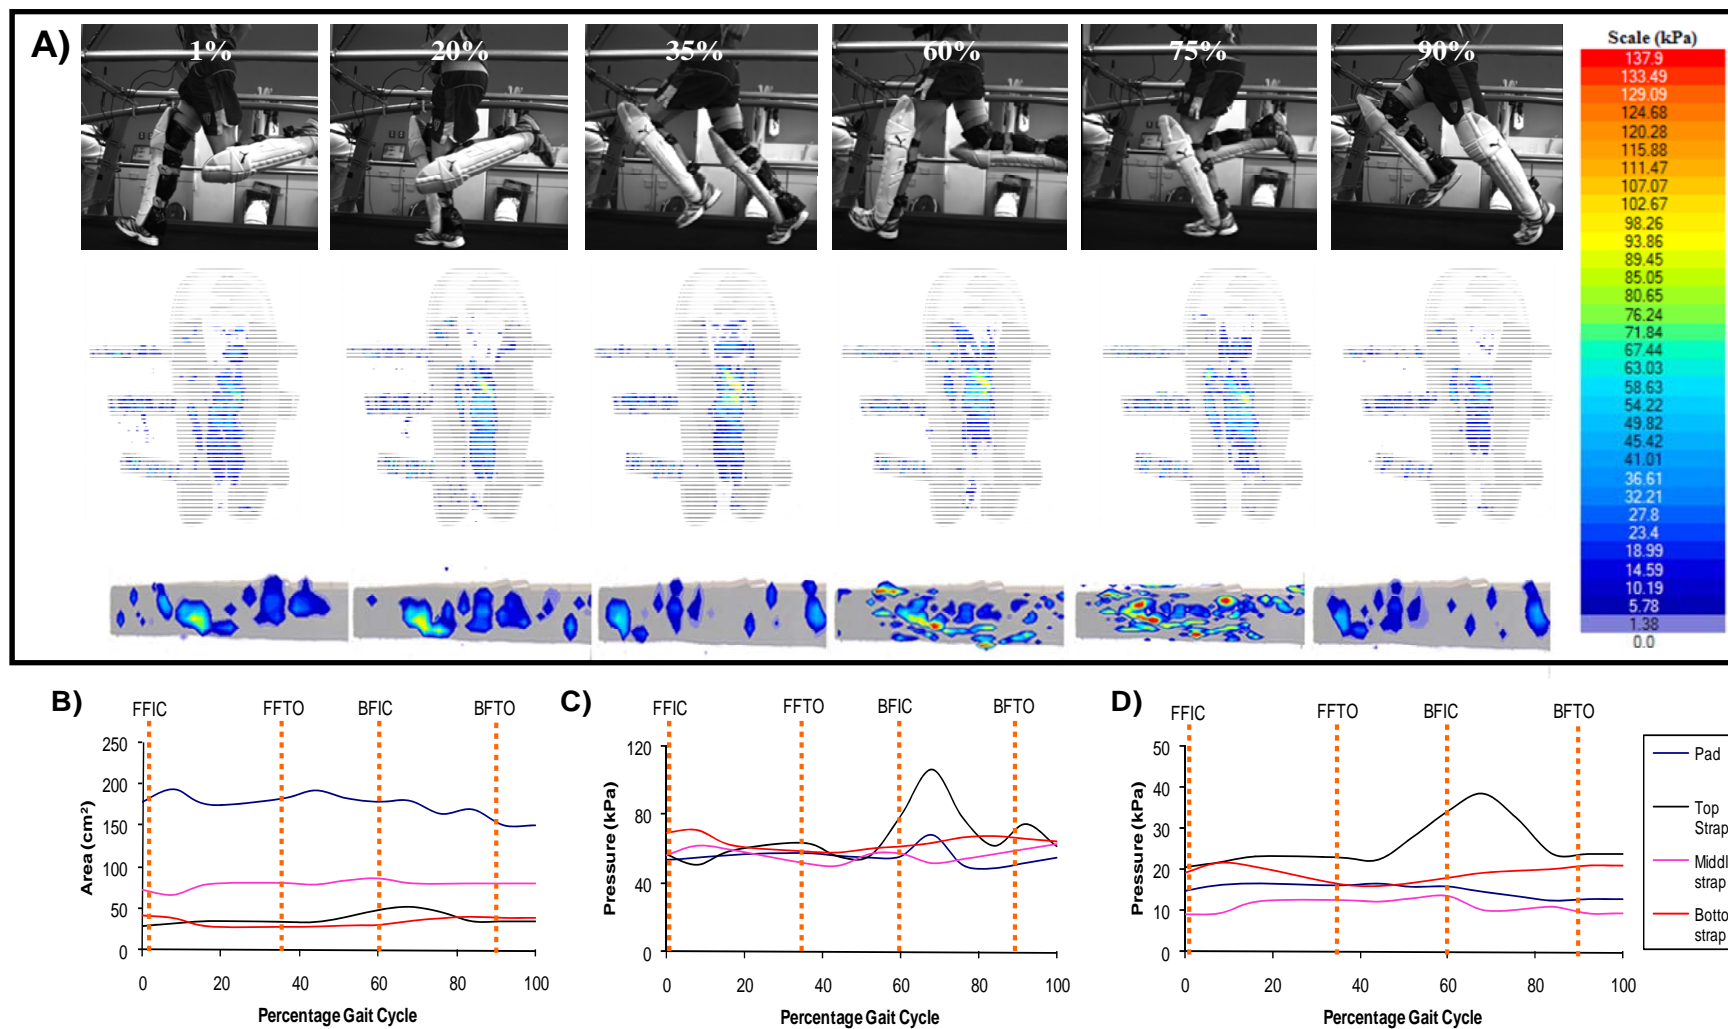 A)
1%
20%
35%
60%
75%
90%
Scale (kPa)
137.9
133.49
129.09
124.68
120.28
115.88
111.47
107.07
102.67
98.26
93.86
89.45
85.05
80.65
76.24
71.84
67.44
63.03
58.63
54.22
49.82
45.42
41.01
36.61
32.21
27.8
23.4
18.99
14.59
10.19
5.78
1.38
0.0
B)
FFIC
FFTO
BFIC
BFTO
Area (cm²)
250
200
150
100
50
0
0 20 40 60 80 100
Percentage Gait Cycle
C)
FFIC
FFTO
BFIC
BFTO
Pressure (kPa)
120
80
40
0
0 20 40 60 80 100
Percentage Gait Cycle
D)
FFIC
FFTO
BFIC
BFTO
Pressure (kPa)
50
40
30
20
10
0
0 20 40 60 80 100
Percentage Gait Cycle
Pad
Top
Strap
Middl
strap
Botto
strap